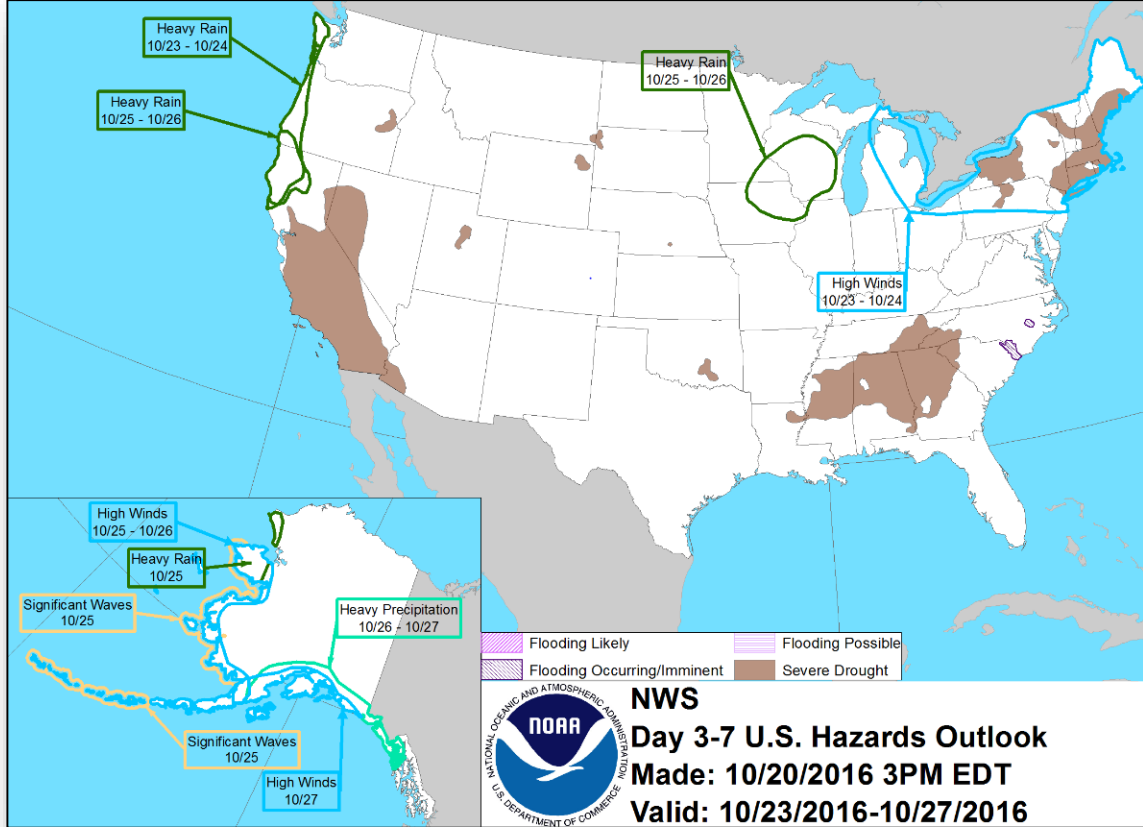 Heavy Rain
10/23 - 10/24
Heavy Rain
10/25 - 10/26
Heavy Rain
10/25 - 10/26
High Winds
10/23 - 10/24
High Winds
10/25 - 10/26
Heavy Rain
10/25
Significant Waves
10/25
Heavy Precipitation
10/26 - 10/27
Significant Waves
10/25
High Winds
10/27
Flooding Likely
Flooding Possible
Flooding Occurring/Imminent
Severe Drought
NATIONAL OCEANIC AND ATMOSPHERIC ADMINISTRATION
NOAA
U.S. DEPARTMENT OF COMMERCE
NWS
Day 3-7 U.S. Hazards Outlook
Made: 10/20/2016 3PM EDT
Valid: 10/23/2016-10/27/2016